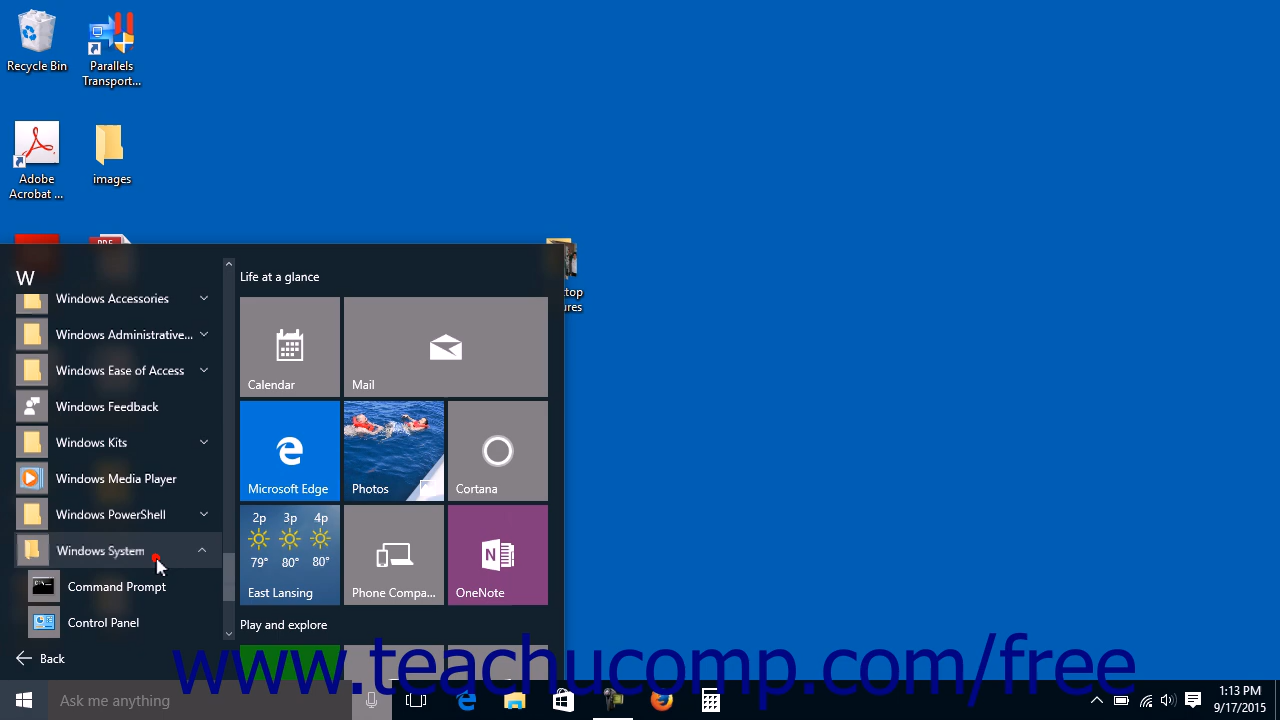 Recycle Bin
Parallels
Transport...
Adobe
Acrobat ...
images
PDF
top
ures
W
Windows Accessories
Windows Administrative...
Windows Ease of Access
Windows Feedback
Windows Kits
Windows Media Player
Windows PowerShell
Windows System
Command Prompt
Control Panel
Back
Life at a glance
Calendar
Mail
Microsoft Edge
Photos
Cortana
2p 3p 4p
79° 80° 80°
East Lansing
Phone Compa...
OneNote
Play and explore
www.teachucomp.com/free
Ask me anything
1:13 PM
9/17/2015